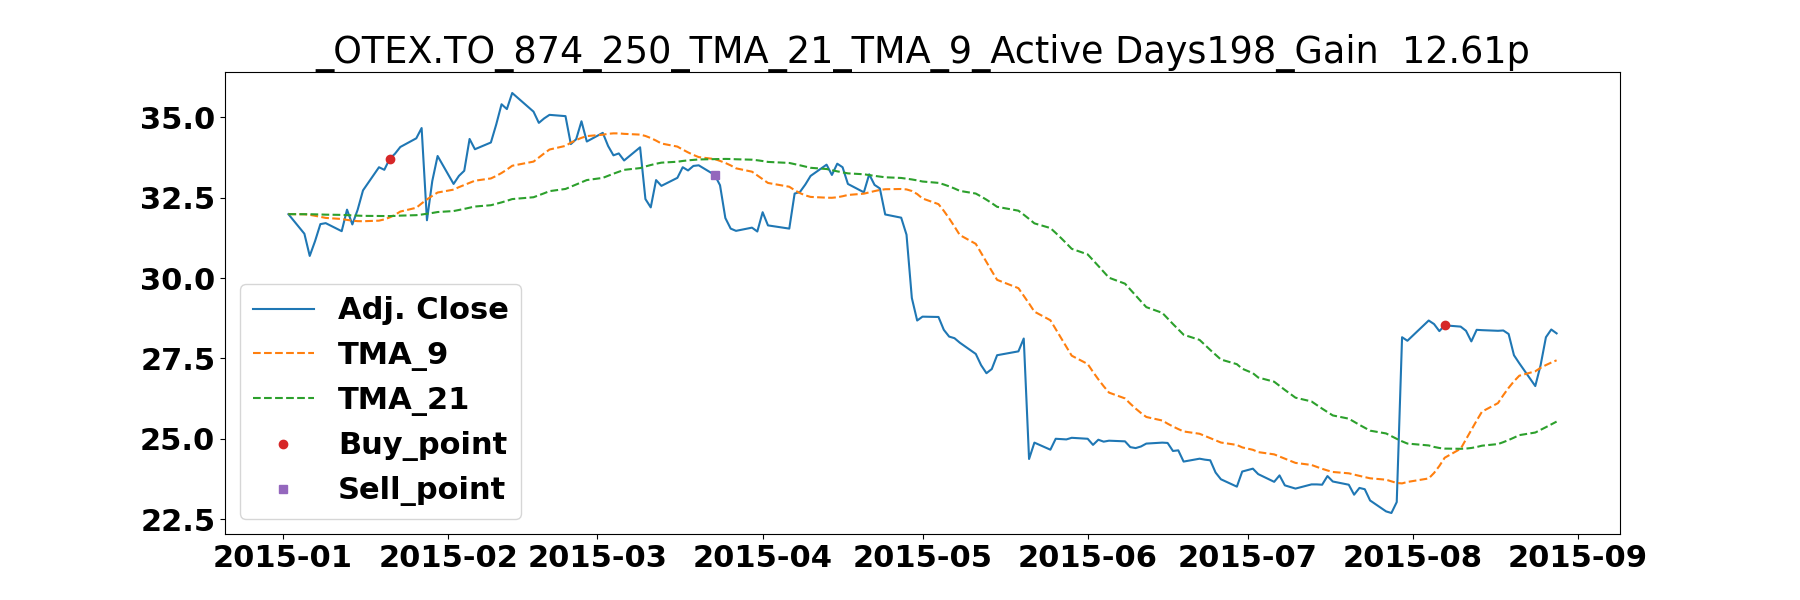 _OTEX.TO_874_250_TMA_21_TMA_9_Active Days198_Gain  12.61p
35.0
32.5
30.0
27.5
25.0
22.5
Adj. Close
TMA_9
TMA_21
Buy_point
Sell_point
2015-01 2015-02 2015-03 2015-04 2015-05 2015-06 2015-07 2015-08 2015-09